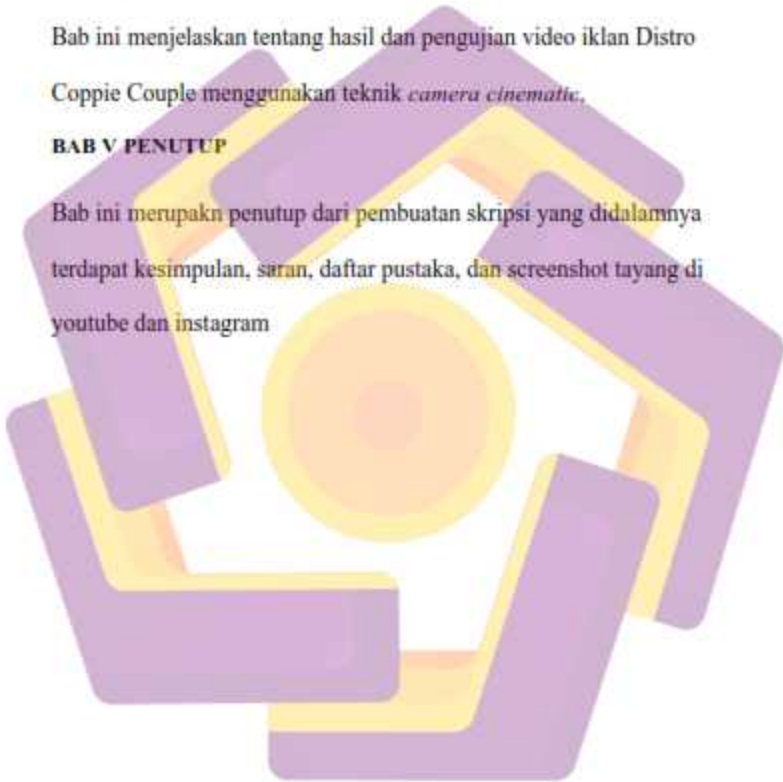 Bab ini menjelaskan tentang hasil dan pengujian video iklan Distro
Coppie Couple menggunakan teknik camera cinematic.
BAB V PENUTUP
Bab ini merupakn penutup dari pembuatan skripsi yang didalamnya
terdapat kesimpulan, saran, daftar pustaka, dan screenshot tayang di
youtube dan instagram